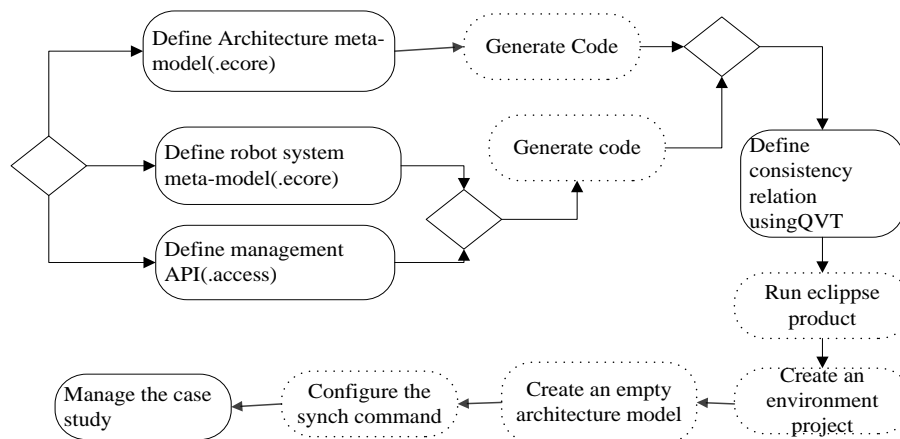 Define Architecture meta-
model(.ecore)
Generate Code
Define robot system
meta-model(.ecore)
Generate code
Define management
API(.access)
Define
consistency
relation
usingQVT
Run eclippse
product
Create an
environment
project
Create an empty
architecture model
Configure the
synch command
Manage the case
study